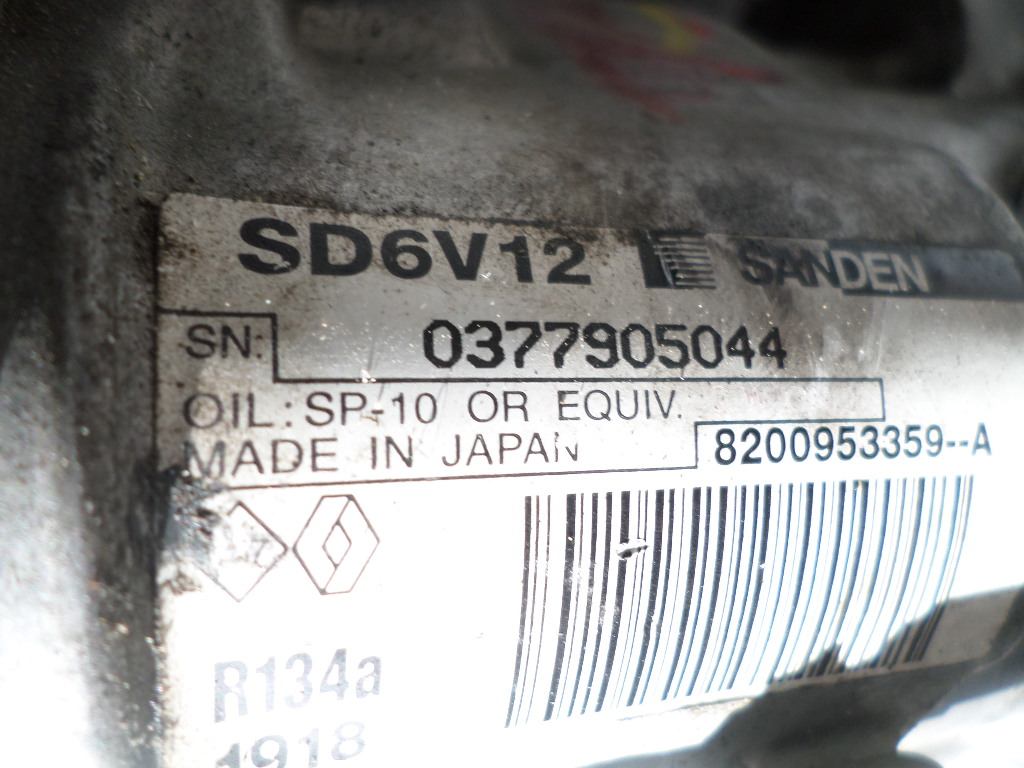 SD6V12 SANDEN
SN: 0377905044
OIL: SP-10 OR EQUIV.
MADE IN JAPAN
8200953359--A
R134a
1918